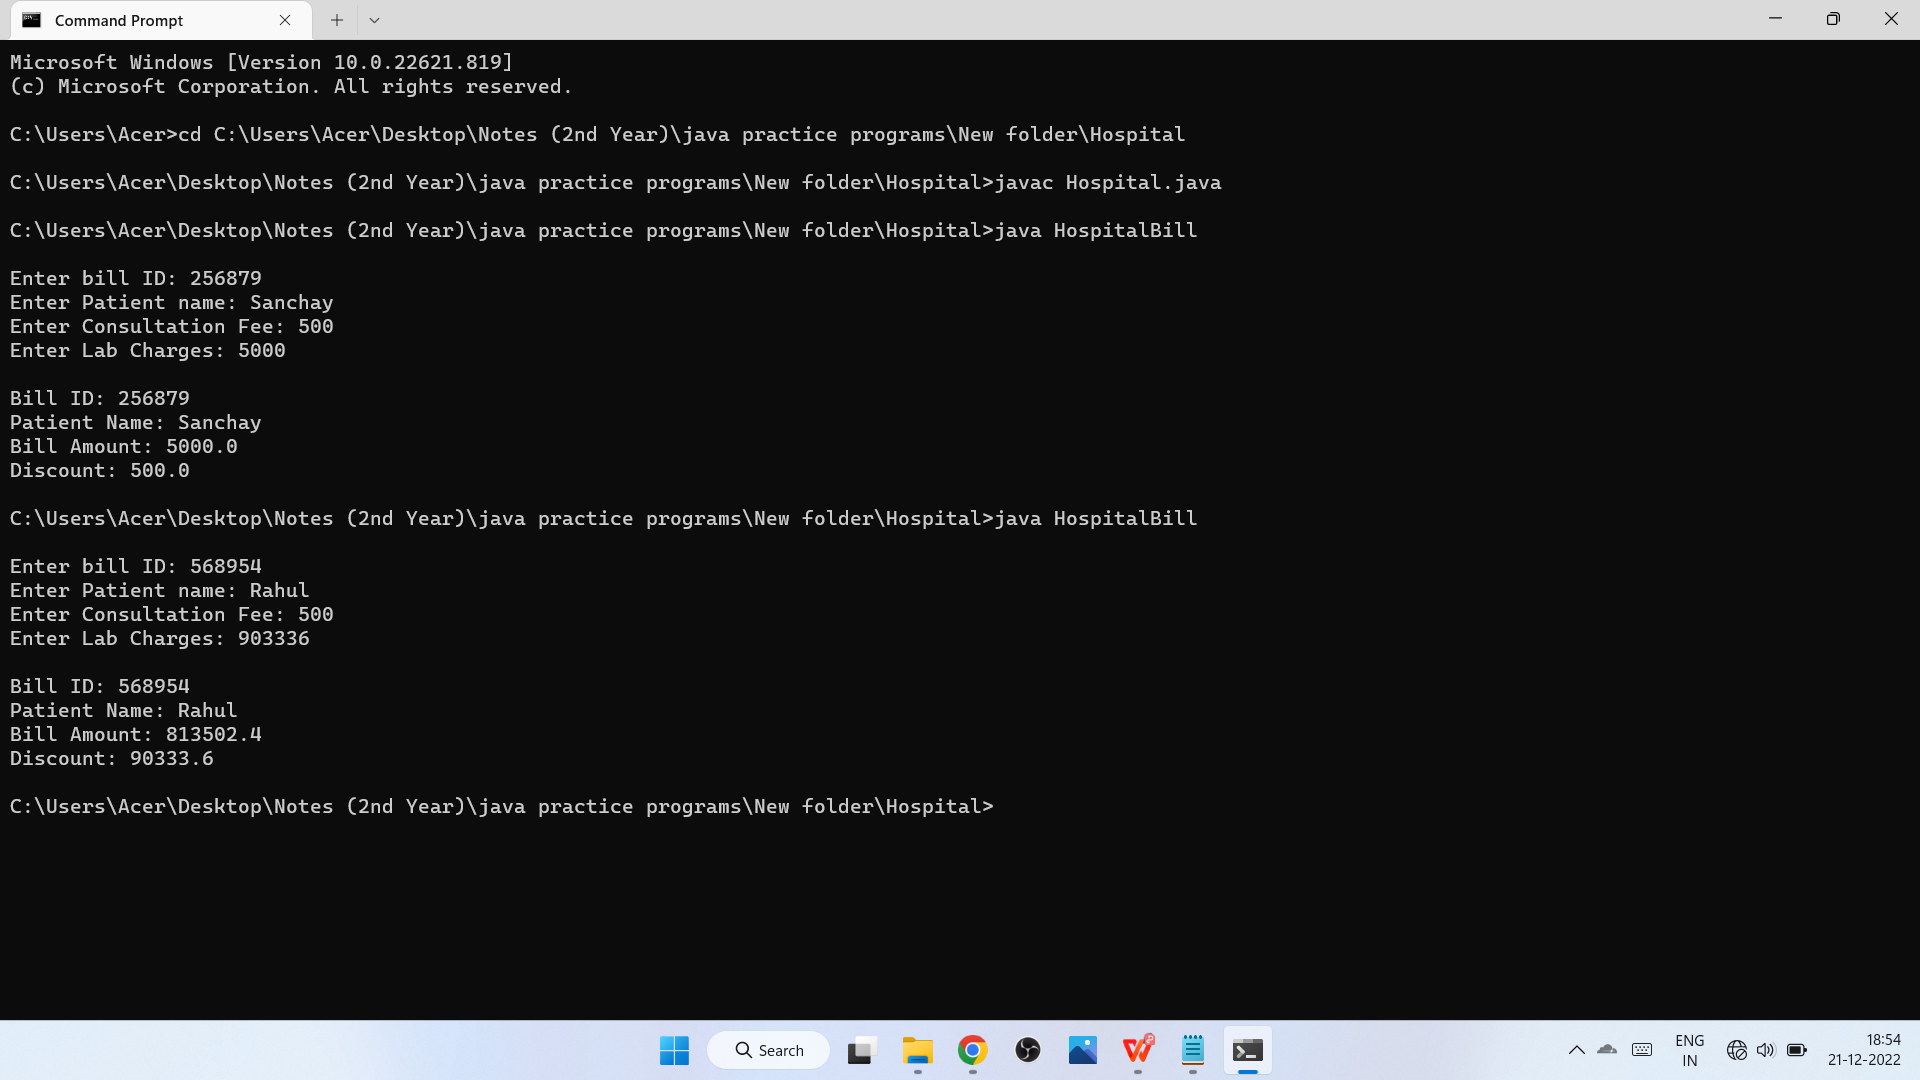 Command Prompt
Microsoft Windows [Version 10.0.22621.819]
(c) Microsoft Corporation. All rights reserved.
C:\Users\Acer>cd C:\Users\Acer\Desktop\Notes (2nd Year)\java practice programs\New folder\Hospital
C:\Users\Acer\Desktop\Notes (2nd Year)\java practice programs\New folder\Hospital>javac Hospital.java
C:\Users\Acer\Desktop\Notes (2nd Year)\java practice programs\New folder\Hospital>java HospitalBill
Enter bill ID: 256879
Enter Patient name: Sanchay
Enter Consultation Fee: 500
Enter Lab Charges: 5000
Bill ID: 256879
Patient Name: Sanchay
Bill Amount: 5000.0
Discount: 500.0
C:\Users\Acer\Desktop\Notes (2nd Year)\java practice programs\New folder\Hospital>java HospitalBill
Enter bill ID: 568954
Enter Patient name: Rahul
Enter Consultation Fee: 500
Enter Lab Charges: 903336
Bill ID: 568954
Patient Name: Rahul
Bill Amount: 813502.4
Discount: 90333.6
C:\Users\Acer\Desktop\Notes (2nd Year)\java practice programs\New folder\Hospital>
Search
ENG
IN
18:54
21-12-2022